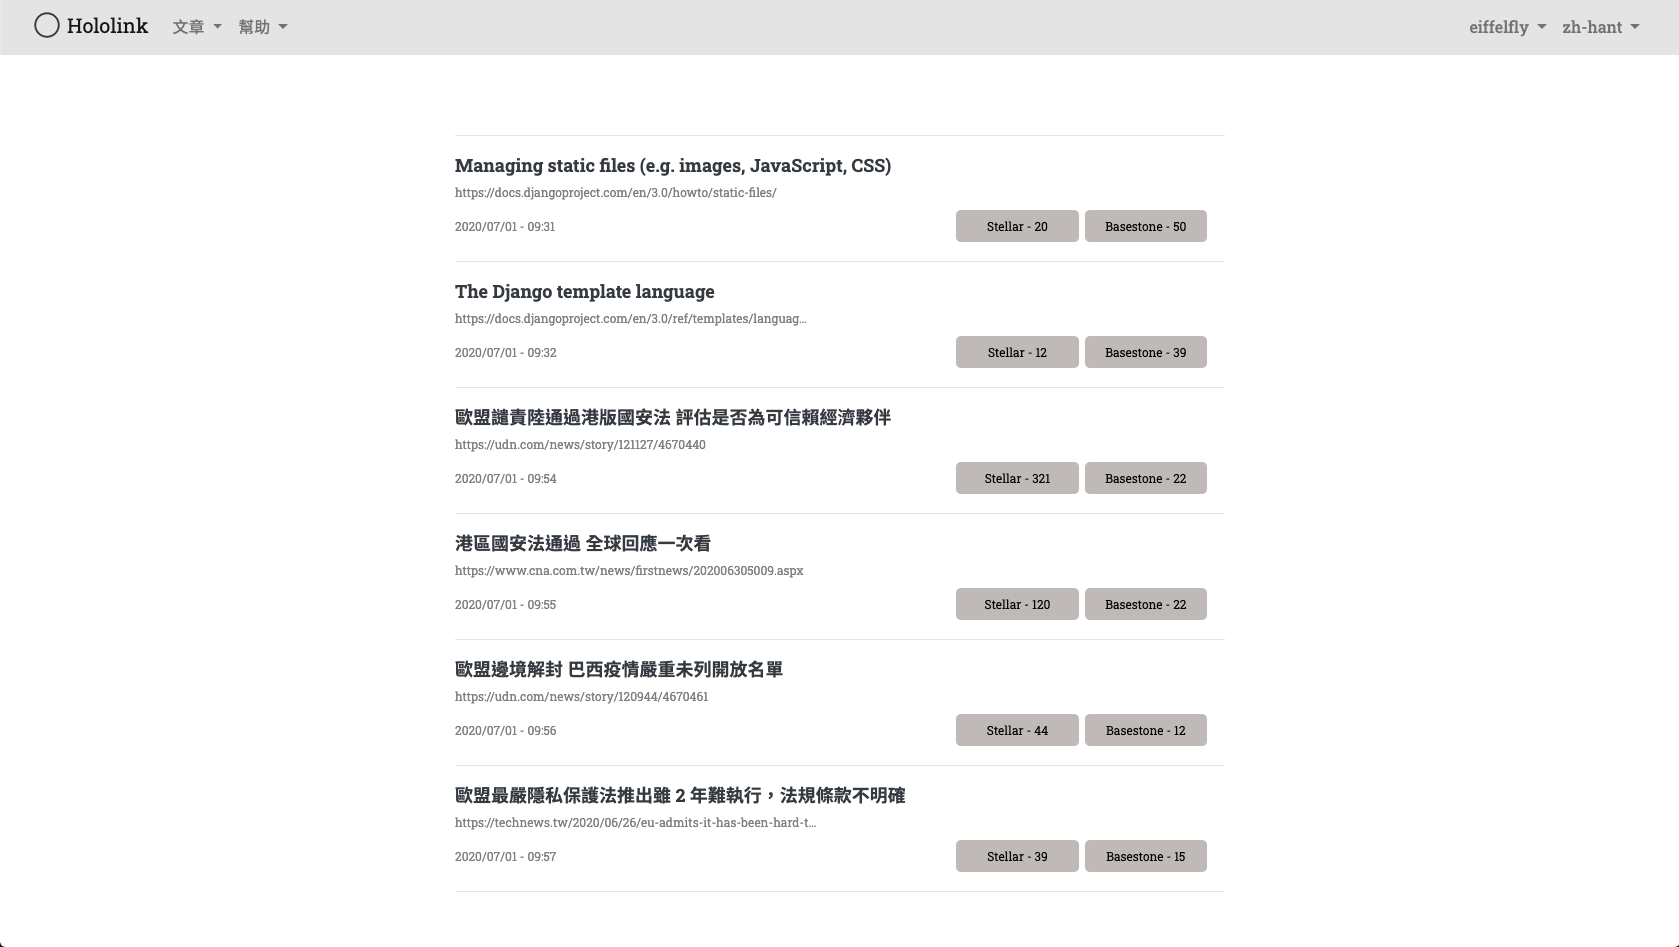 Hololink 文章 幫助 eiffelfly zh-hant
Managing static files (e.g. images, JavaScript, CSS)
https://docs.djangoproject.com/en/3.0/howto/static-files/
2020/07/01 - 09:31 Stellar - 20 Basestone - 50
The Django template language
https://docs.djangoproject.com/en/3.0/ref/templates/languag...
2020/07/01 - 09:32 Stellar - 12 Basestone - 39
歐盟譴責陸通過港版國安法 評估是否為可信賴經濟夥伴
https://udn.com/news/story/121127/4670440
2020/07/01 - 09:54 Stellar - 321 Basestone - 22
港區國安法通過 全球回應一次看
https://www.cna.com.tw/news/firstnews/202006305009.aspx
2020/07/01 - 09:55 Stellar - 120 Basestone - 22
歐盟邊境解封 巴西疫情嚴重未列開放名單
https://udn.com/news/story/120944/4670461
2020/07/01 - 09:56 Stellar - 44 Basestone - 12
歐盟最嚴隱私保護法推出雖 2 年難執行，法規條款不明確
https://technews.tw/2020/06/26/eu-admits-it-has-been-hard-t...
2020/07/01 - 09:57 Stellar - 39 Basestone - 15